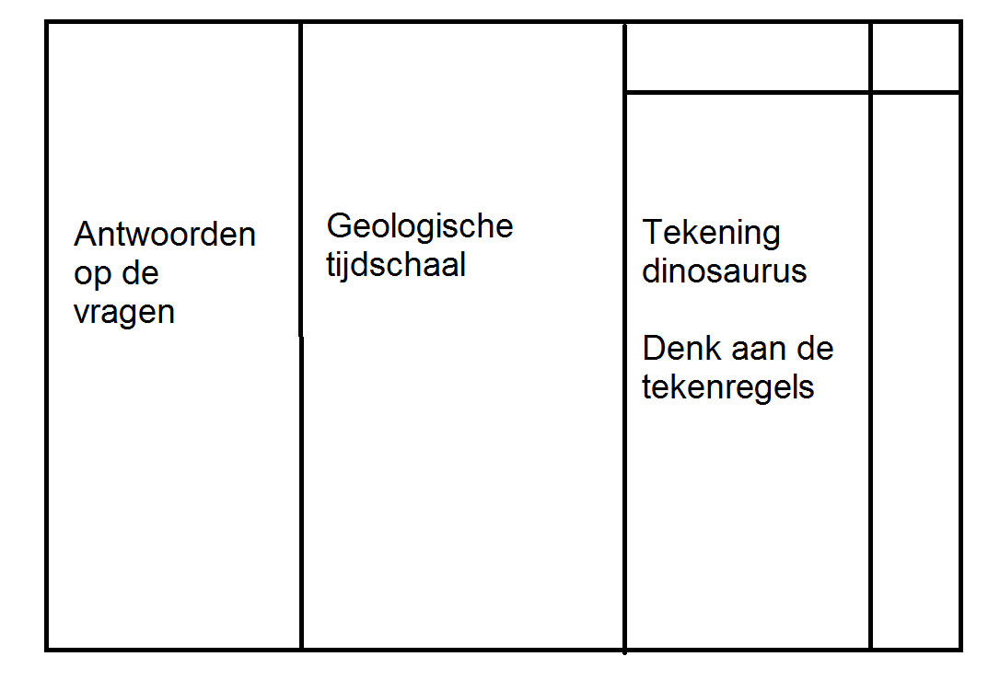 Antwoorden
op de
vragen
Geologische
tijdschaal
Tekening
dinosaurus
Denk aan de
tekenregels